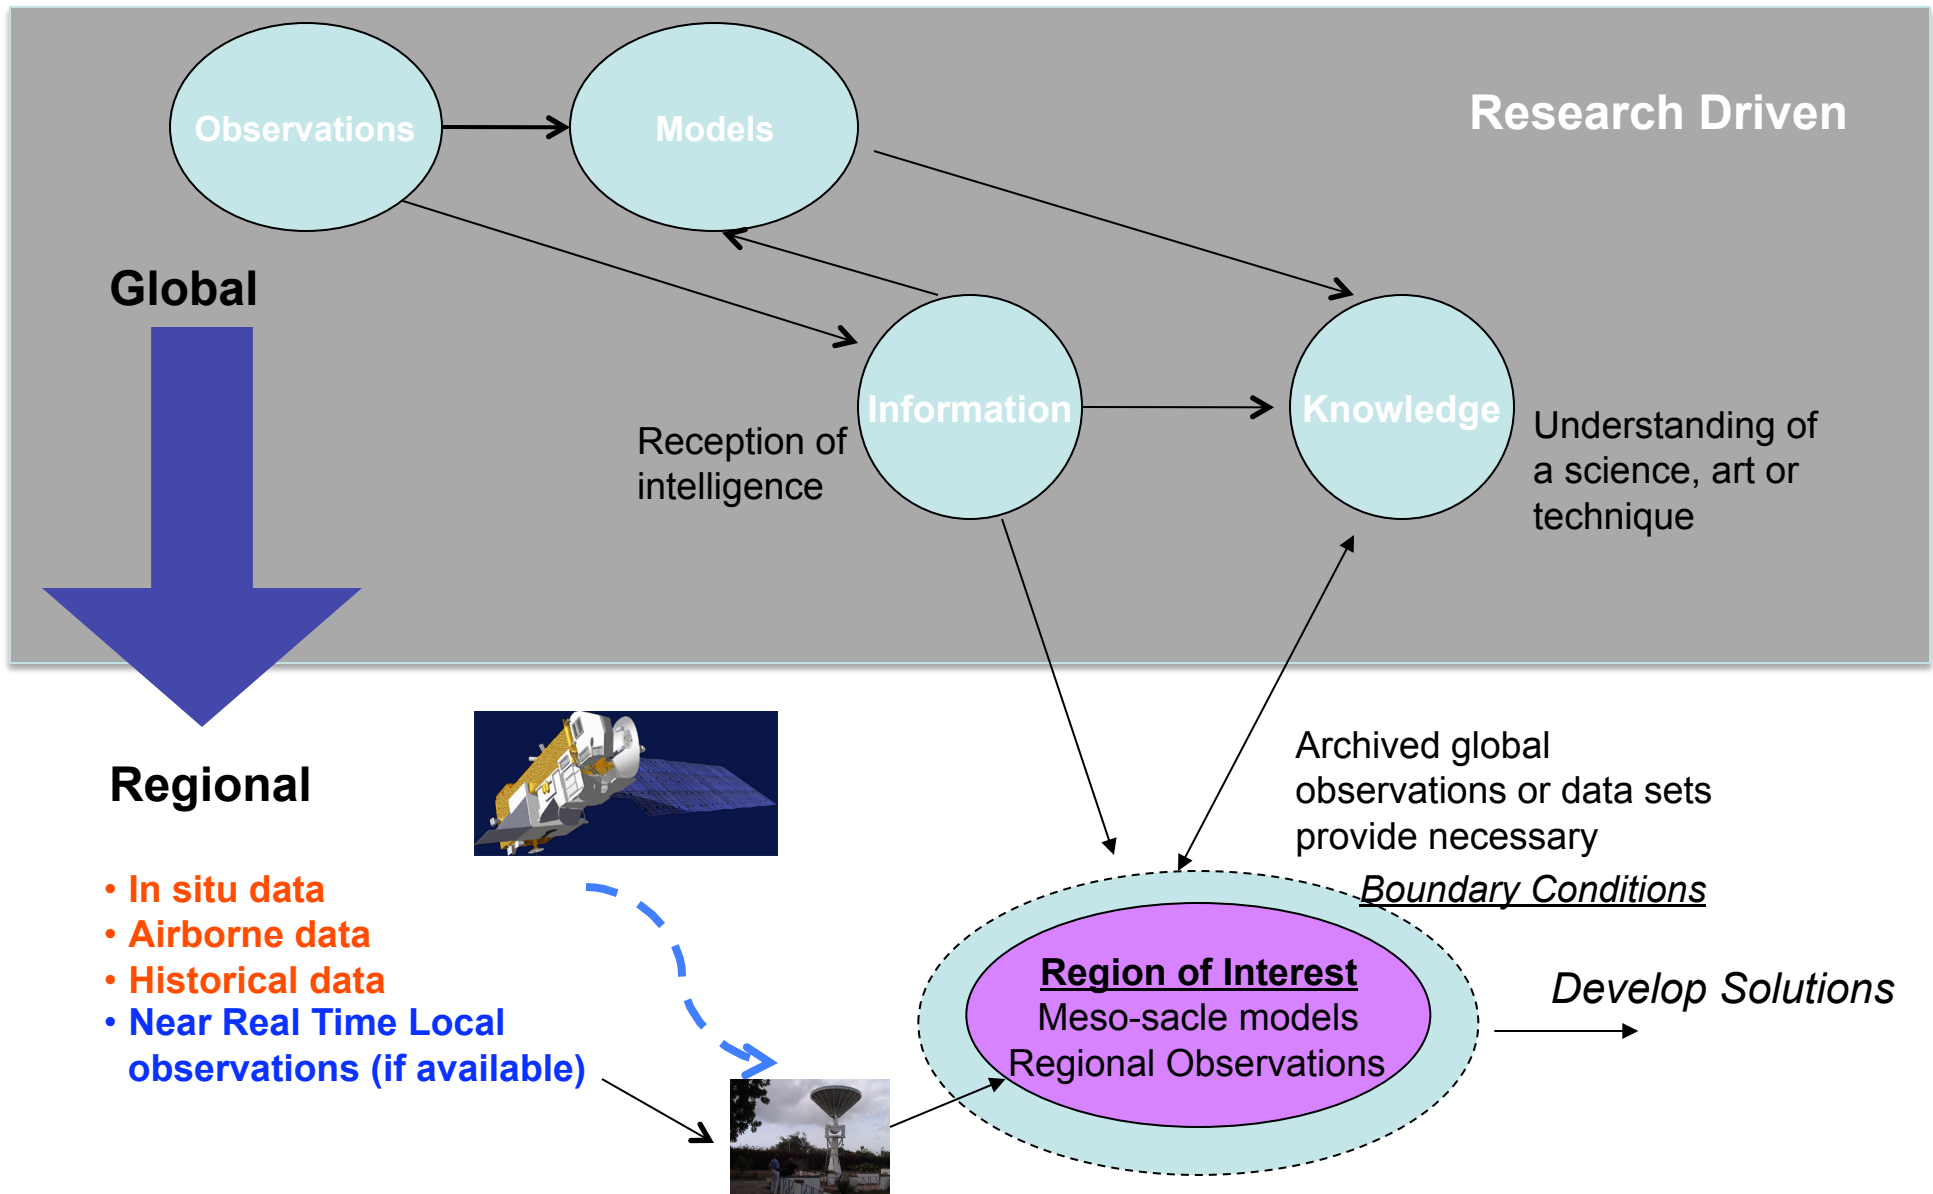 Research Driven
Observations
Models
Global
Information
Knowledge
Reception of
intelligence
Understanding of
a science, art or
technique
Regional
Archived global
observations or data sets
provide necessary
Boundary Conditions
• In situ data
• Airborne data
• Historical data
• Near Real Time Local
observations (if available)
Region of Interest
Meso-sacle models
Regional Observations
Develop Solutions